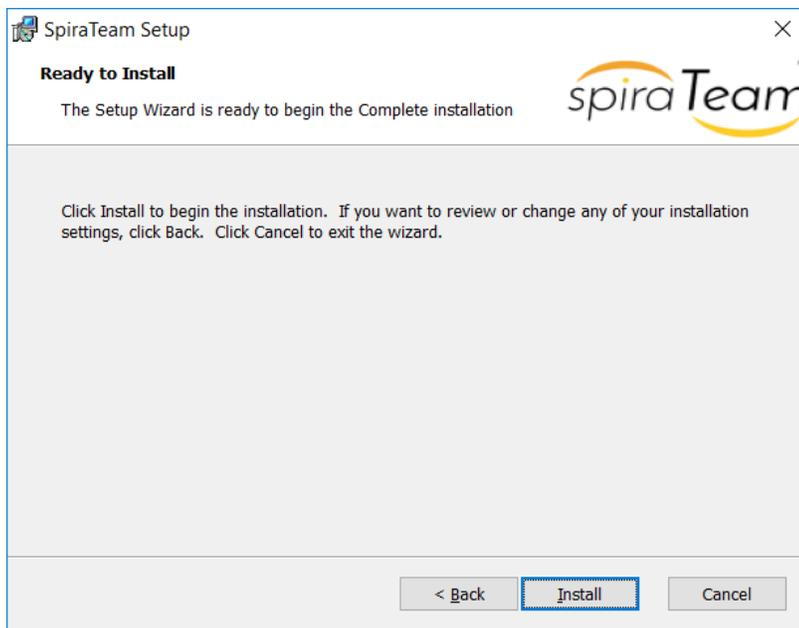 SpiraTeam Setup
Ready to Install
The Setup Wizard is ready to begin the Complete installation
spiraTeam
Click Install to begin the installation.  If you want to review or change any of your installation
settings, click Back.  Click Cancel to exit the wizard.
< Back
Install
Cancel